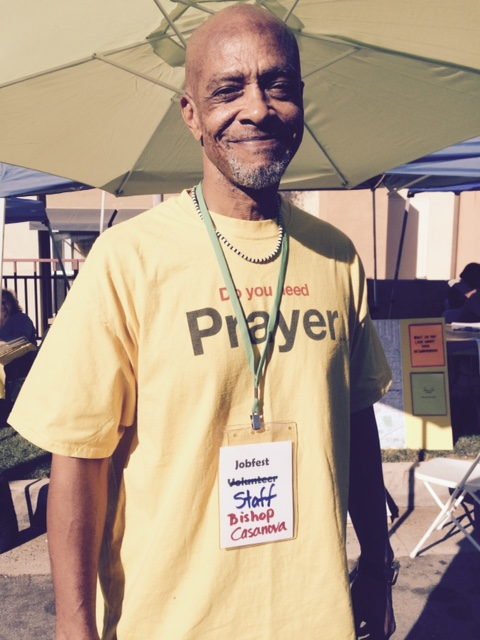 Do you need
Prayer
Jobfest
Volunteer
Staff
Bishop
Casanova